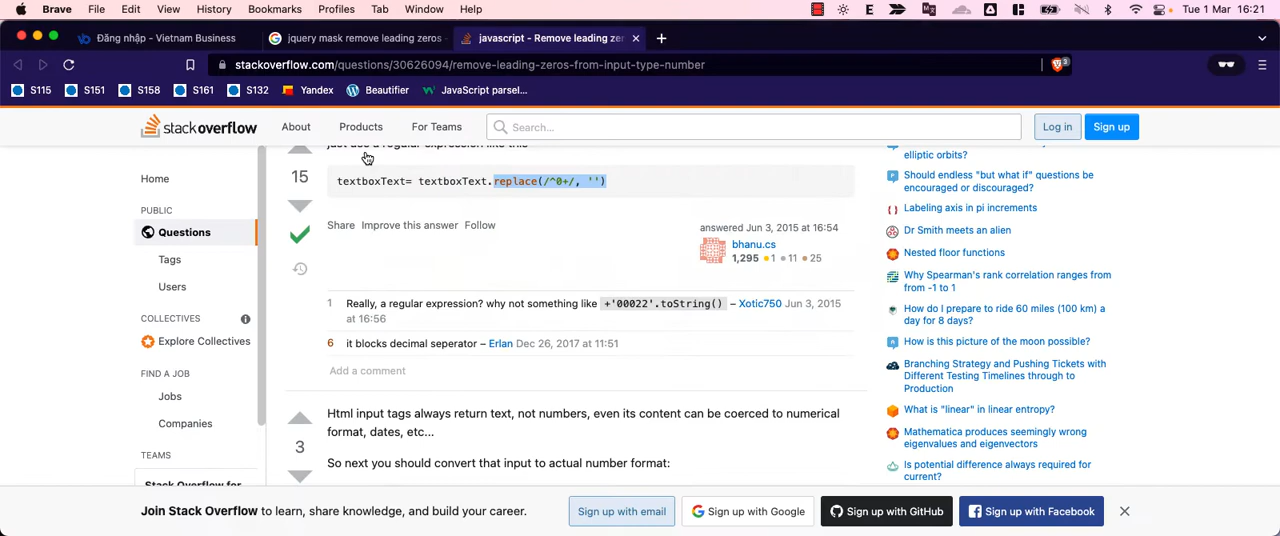 Brave File Edit View History Bookmarks Profiles Tab Window Help Tue 1 Mar 16:21
Đăng nhập - Vietnam Business jquery mask remove leading zeros javascript - Remove leading ze
stackoverflow.com/questions/30626094/remove-leading-zeros-from-input-type-number 3
S115 S151 S158 S161 S132 Yandex Beautifier JavaScript parsel...
stackoverflow About Products For Teams Search... Log in Sign up
just use a regular expression like this
15
textboxText= textboxText.replace(/^0+/, '')
Share Improve this answer Follow
answered Jun 3, 2015 at 16:54
bhanu.cs
1,295 1 11 25
1 Really, a regular expression? why not something like +'00022'.toString() – Xotic750 Jun 3, 2015
at 16:56
6 it blocks decimal seperator – Erlan Dec 26, 2017 at 11:51
Add a comment
Html input tags always return text, not numbers, even its content can be coerced to numerical
format, dates, etc...
3
So next you should convert that input to actual number format:
Home
PUBLIC
Questions
Tags
Users
COLLECTIVES
Explore Collectives
FIND A JOB
Jobs
Companies
TEAMS
Stack Overflow for
elliptic orbits?
Should endless "but what if" questions be
encouraged or discouraged?
Labeling axis in pi increments
Dr Smith meets an alien
Nested floor functions
Why Spearman's rank correlation ranges from
from -1 to 1
How do I prepare to ride 60 miles (100 km) a
day for 8 days?
How is this picture of the moon possible?
Branching Strategy and Pushing Tickets with
Different Testing Timelines through to
Production
What is "linear" in linear entropy?
Mathematica produces seemingly wrong
eigenvalues and eigenvectors
Is potential difference always required for
current?
Join Stack Overflow to learn, share knowledge, and build your career. Sign up with email Sign up with Google Sign up with GitHub Sign up with Facebook